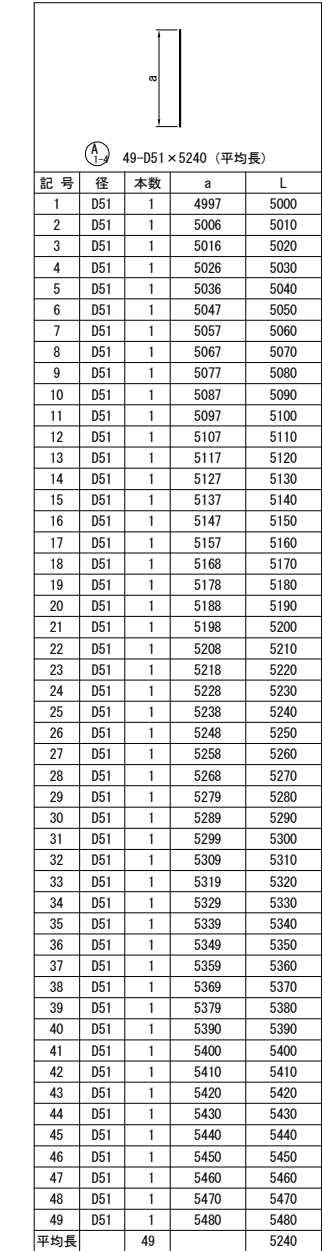 a
A
1-4
49-D51×5240（平均長）
記 号 径 本数 a L
1 D51 1 4997 5000
2 D51 1 5006 5010
3 D51 1 5016 5020
4 D51 1 5026 5030
5 D51 1 5036 5040
6 D51 1 5047 5050
7 D51 1 5057 5060
8 D51 1 5067 5070
9 D51 1 5077 5080
10 D51 1 5087 5090
11 D51 1 5097 5100
12 D51 1 5107 5110
13 D51 1 5117 5120
14 D51 1 5127 5130
15 D51 1 5137 5140
16 D51 1 5147 5150
17 D51 1 5157 5160
18 D51 1 5168 5170
19 D51 1 5178 5180
20 D51 1 5188 5190
21 D51 1 5198 5200
22 D51 1 5208 5210
23 D51 1 5218 5220
24 D51 1 5228 5230
25 D51 1 5238 5240
26 D51 1 5248 5250
27 D51 1 5258 5260
28 D51 1 5268 5270
29 D51 1 5279 5280
30 D51 1 5289 5290
31 D51 1 5299 5300
32 D51 1 5309 5310
33 D51 1 5319 5320
34 D51 1 5329 5330
35 D51 1 5339 5340
36 D51 1 5349 5350
37 D51 1 5359 5360
38 D51 1 5369 5370
39 D51 1 5379 5380
40 D51 1 5390 5390
41 D51 1 5400 5400
42 D51 1 5410 5410
43 D51 1 5420 5420
44 D51 1 5430 5430
45 D51 1 5440 5440
46 D51 1 5450 5450
47 D51 1 5460 5460
48 D51 1 5470 5470
49 D51 1 5480 5480
平均長 49 5240